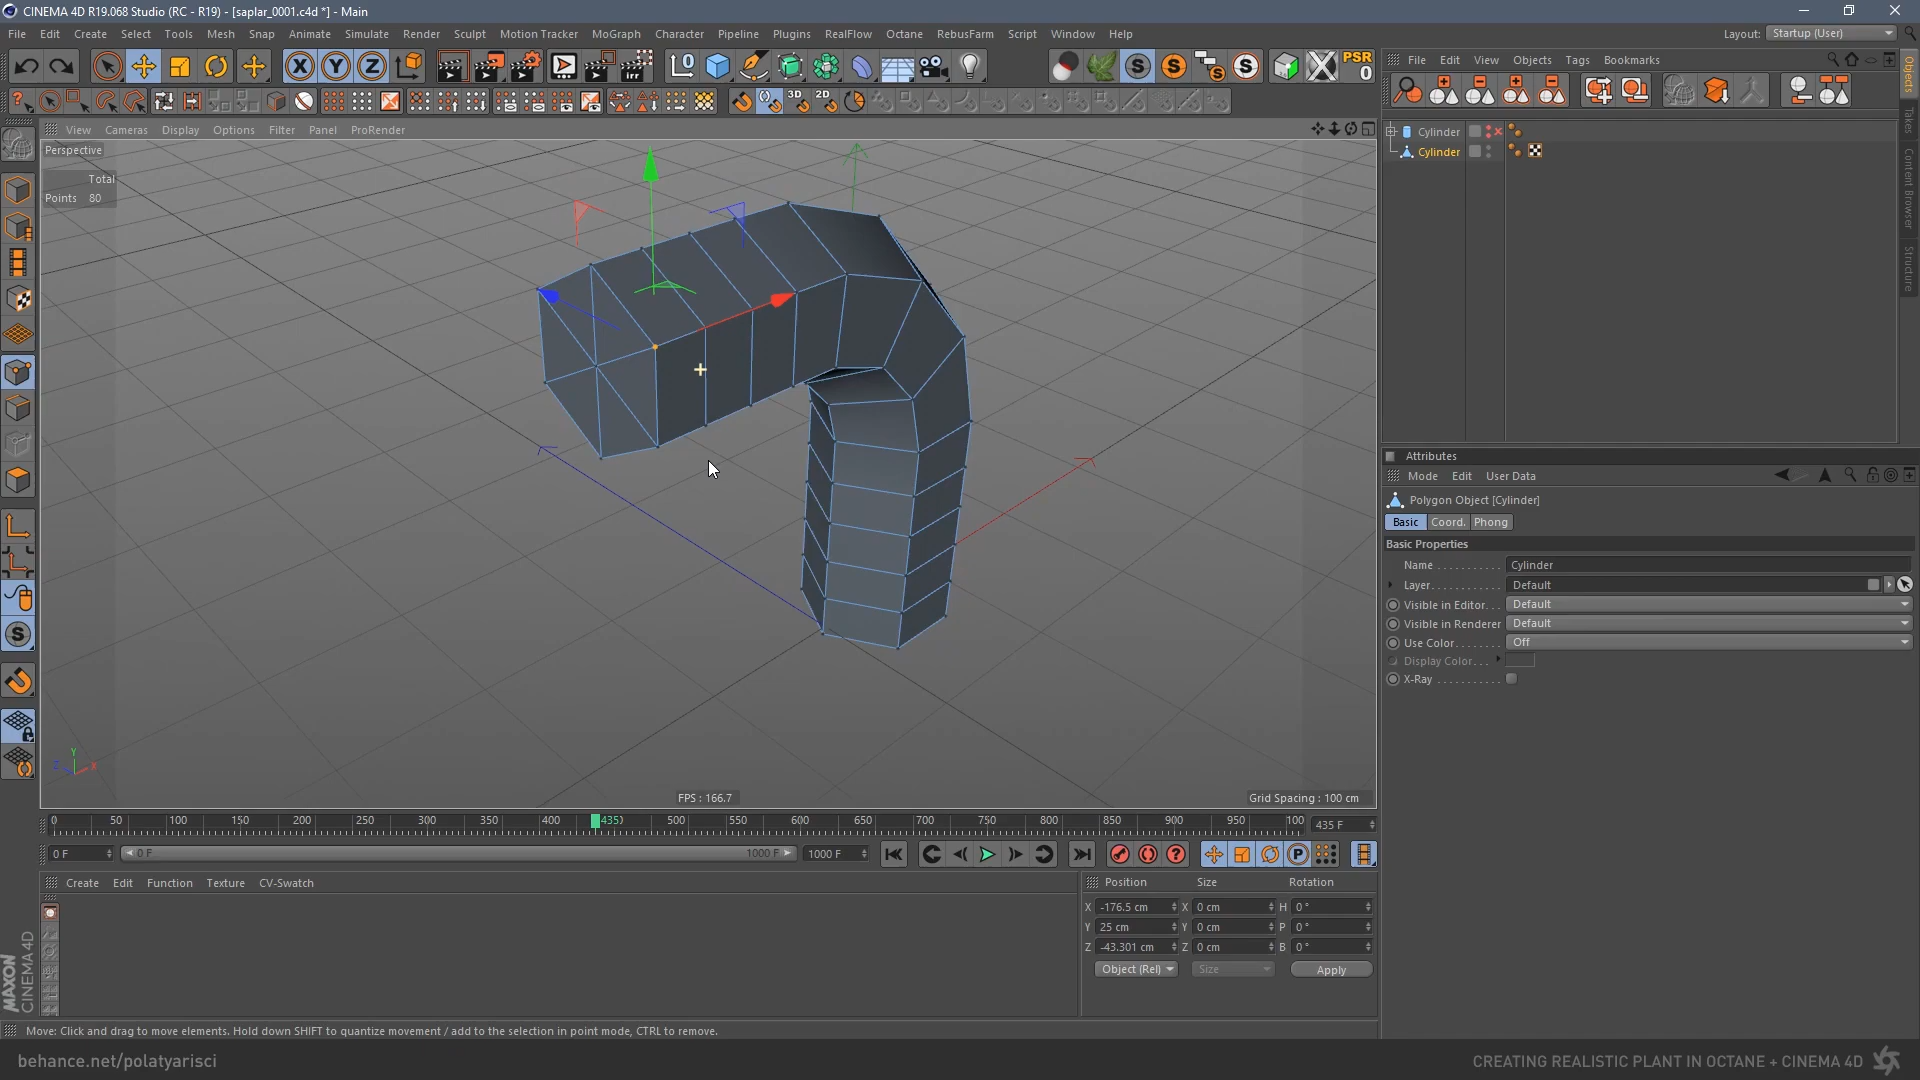 CINEMA 4D R19.068 Studio (RC - R19) - [saplar_0001.c4d *] - Main
File Edit Create Select Tools Mesh Snap Animate Simulate Render Sculpt Motion Tracker MoGraph Character Pipeline Plugins RealFlow Octane RebusFarm Script Window Help Layout: Startup (User)
X Y Z PSR 0
File Edit View Objects Tags Bookmarks
3D 2D
View Cameras Display Options Filter Panel ProRender
Perspective
Total
Points 80
Cylinder
Cylinder
Objects
Takes
Content Browser
Structure
Attributes
Mode Edit User Data
Polygon Object [Cylinder]
Basic Coord. Phong
Basic Properties
Name . . . . . . . . . . . Cylinder
Layer. . . . . . . . . . . . Default
Visible in Editor. . . Default
Visible in Renderer Default
Use Color. . . . . . . . Off
Display Color. . .
X-Ray . . . . . . . . . . .
Y
Z X
FPS : 166.7
Grid Spacing : 100 cm
0 50 100 150 200 250 300 350 400 435 500 550 600 650 700 750 800 850 900 950 100 435 F
0 F 0 F 1000 F 1000 F
Create Edit Function Texture CV-Swatch
Position Size Rotation
X -176.5 cm X 0 cm H 0 °
Y 25 cm Y 0 cm P 0 °
Z -43.301 cm Z 0 cm B 0 °
Object (Rel) Size Apply
MAXON
CINEMA 4D
Move: Click and drag to move elements. Hold down SHIFT to quantize movement / add to the selection in point mode, CTRL to remove.
behance.net/polatyarisci
CREATING REALISTIC PLANT IN OCTANE + CINEMA 4D